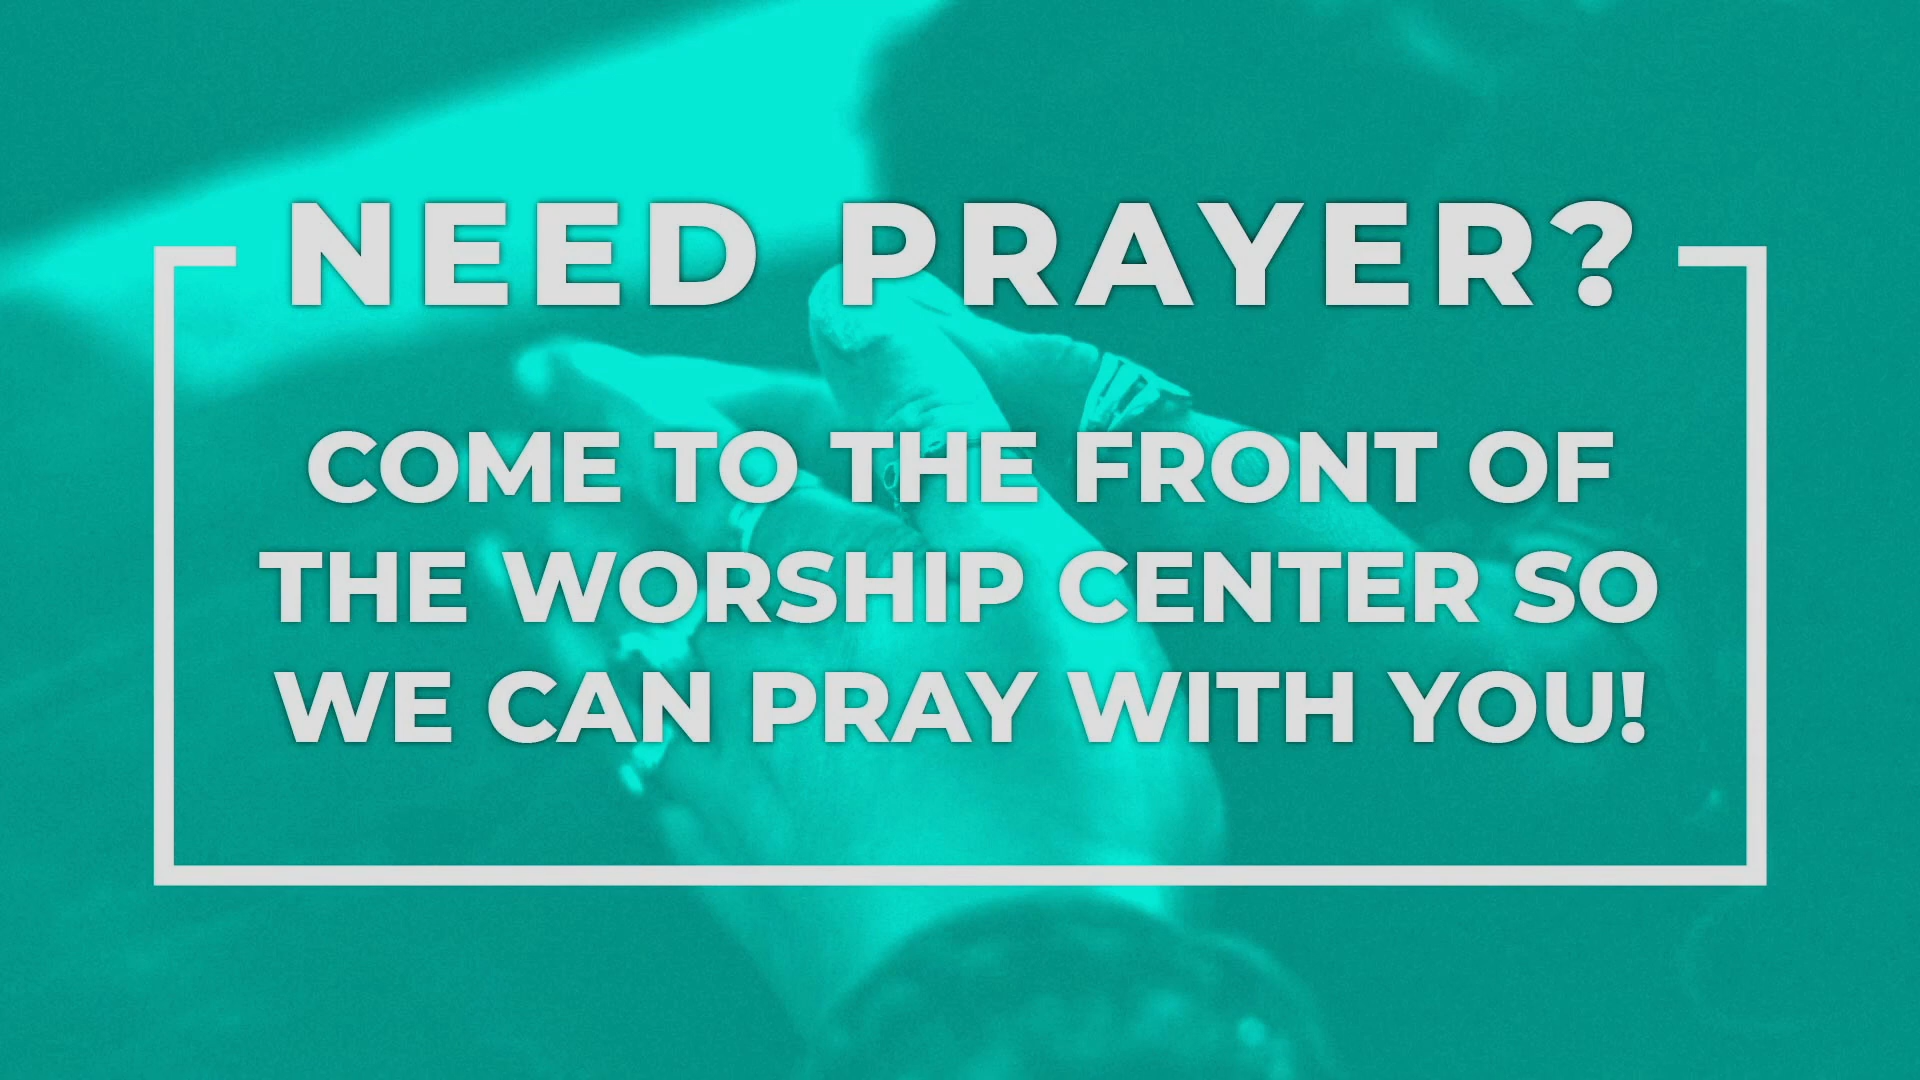 NEED PRAYER?
COME TO THE FRONT OF
THE WORSHIP CENTER SO
WE CAN PRAY WITH YOU!